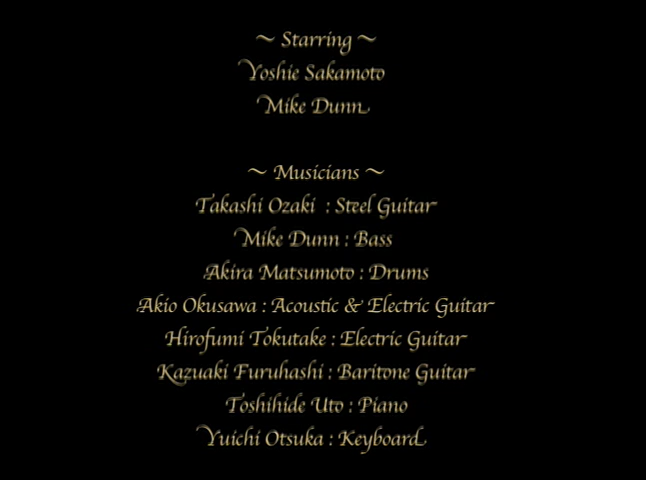 ~ Starring ~
Yoshie Sakamoto
Mike Dunn
~ Musicians ~
Takashi Ozaki : Steel Guitar
Mike Dunn : Bass
Akira Matsumoto : Drums
Akio Okusawa : Acoustic & Electric Guitar
Hirofumi Tokutake : Electric Guitar
Kazuaki Furuhashi : Baritone Guitar
Toshihide Uto : Piano
Yuichi Otsuka : Keyboard